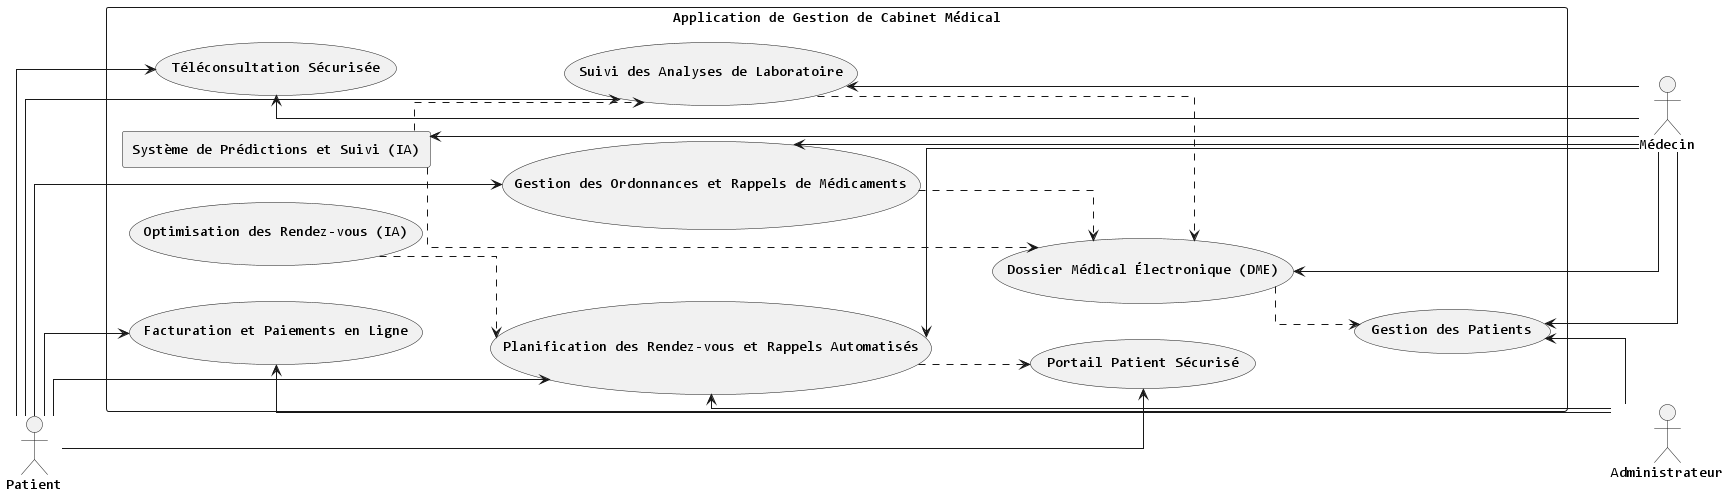 Application de Gestion de Cabinet Médical
Téléconsultation Sécurisée
Suivi des Analyses de Laboratoire
Médecin
Système de Prédictions et Suivi (IA)
Gestion des Ordonnances et Rappels de Médicaments
Optimisation des Rendez-vous (IA)
Dossier Médical Électronique (DME)
Facturation et Paiements en Ligne
Gestion des Patients
Planification des Rendez-vous et Rappels Automatisés
Portail Patient Sécurisé
Administrateur
Patient